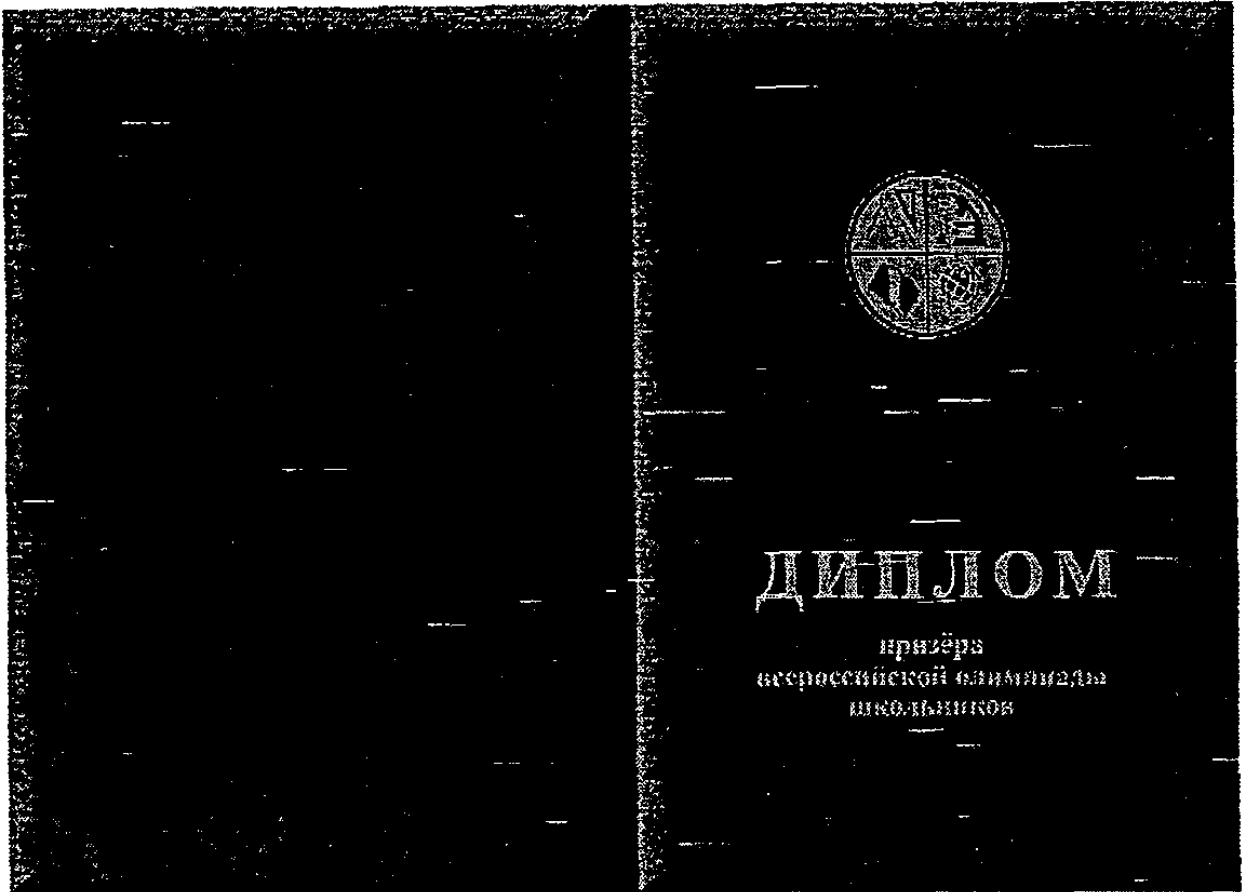 ДИПЛОМ
призёра
всероссийской олимпиады
школьников